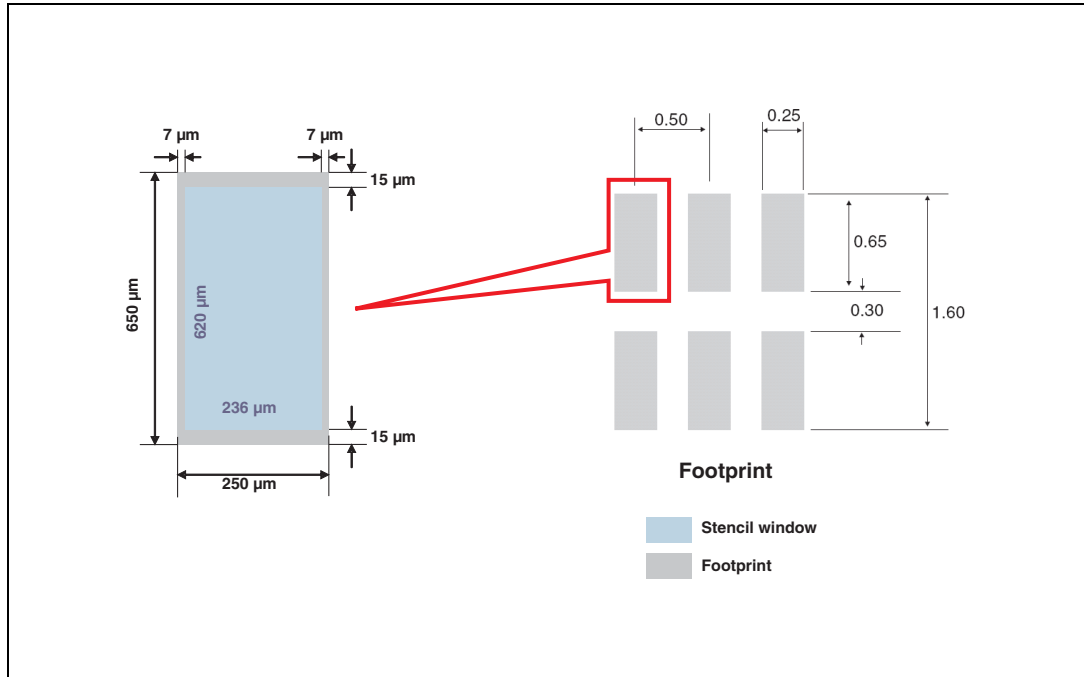 7 µm 7 µm
15 µm
650 µm
620 µm
236 µm
15 µm
250 µm
0.50 0.25
0.65
0.30 1.60
Footprint
Stencil window
Footprint